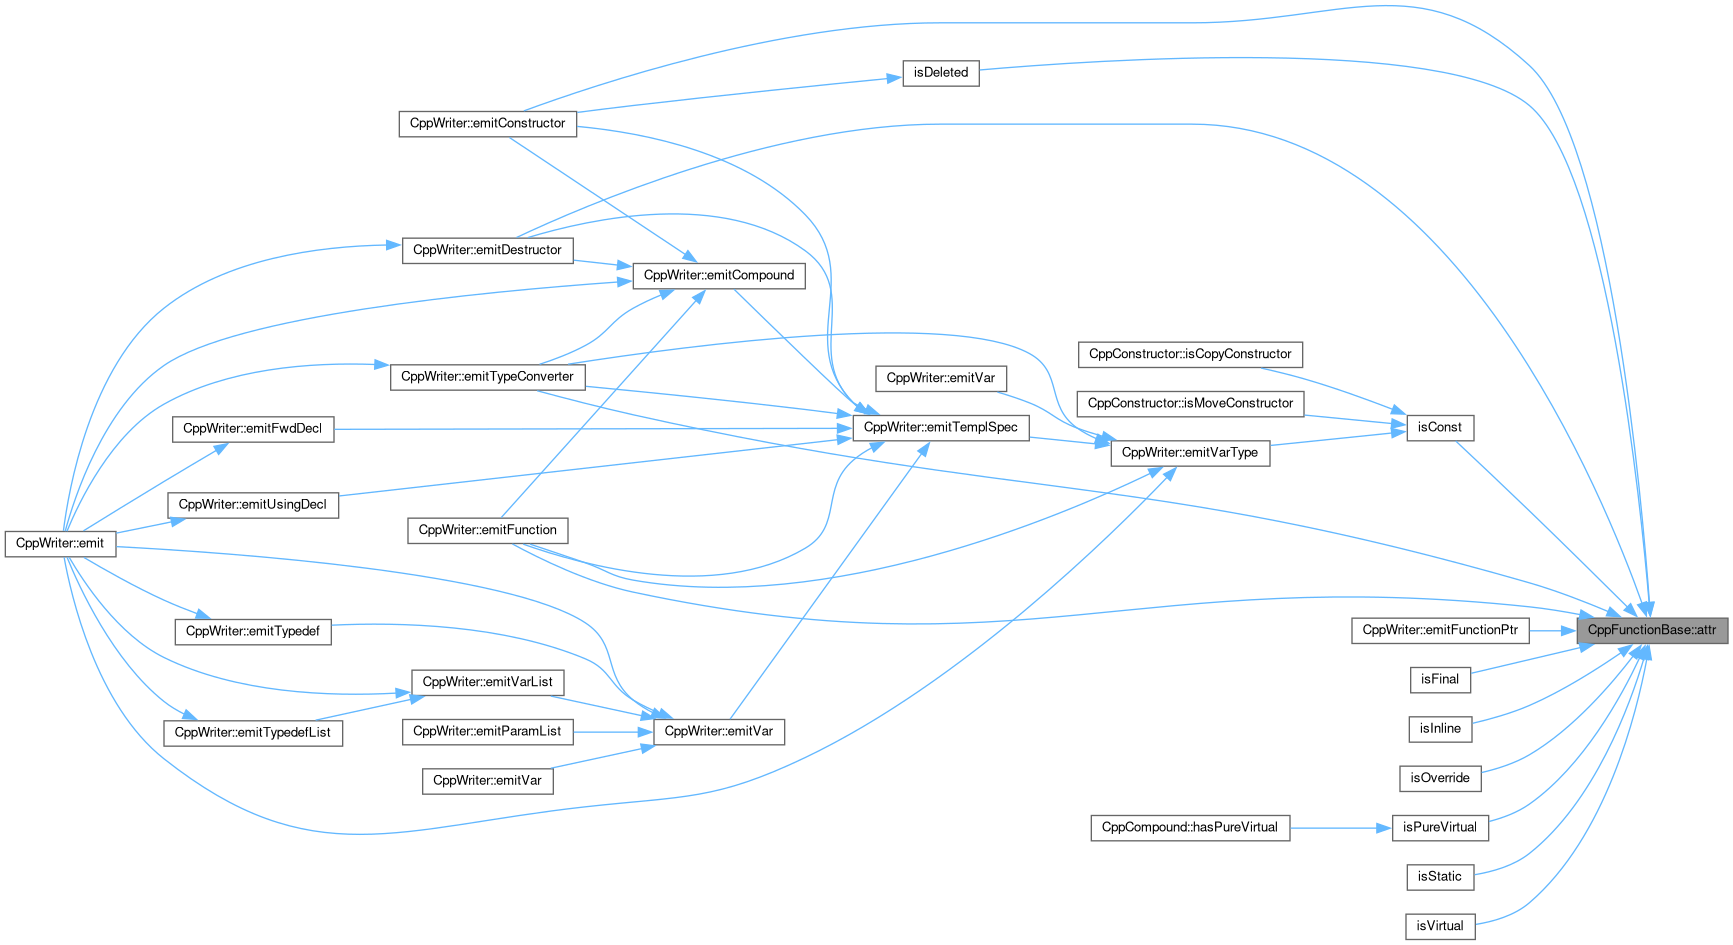 isDeleted
CppWriter::emitConstructor
CppWriter::emitDestructor
CppWriter::emitCompound
CppConstructor::isCopyConstructor
CppWriter::emitTypeConverter
CppWriter::emitVar
CppConstructor::isMoveConstructor
CppWriter::emitFwdDecl
CppWriter::emitTemplSpec
isConst
CppWriter::emitVarType
CppWriter::emitUsingDecl
CppWriter::emitFunction
CppWriter::emit
CppWriter::emitTypedef
CppWriter::emitFunctionPtr
CppFunctionBase::attr
isFinal
CppWriter::emitVarList
CppWriter::emitTypedefList
CppWriter::emitParamList
CppWriter::emitVar
isInline
CppWriter::emitVar
isOverride
CppCompound::hasPureVirtual
isPureVirtual
isStatic
isVirtual